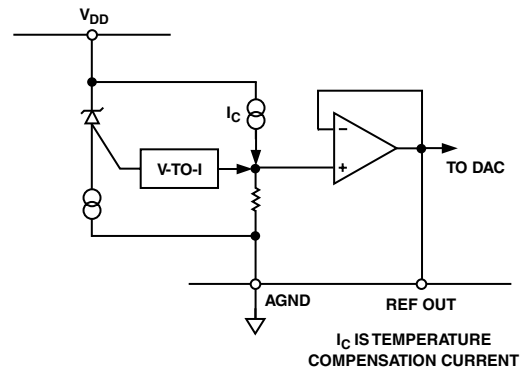 VDD
IC
V-TO-I
−
+
TO DAC
AGND
REF OUT
IC IS TEMPERATURE
COMPENSATION CURRENT